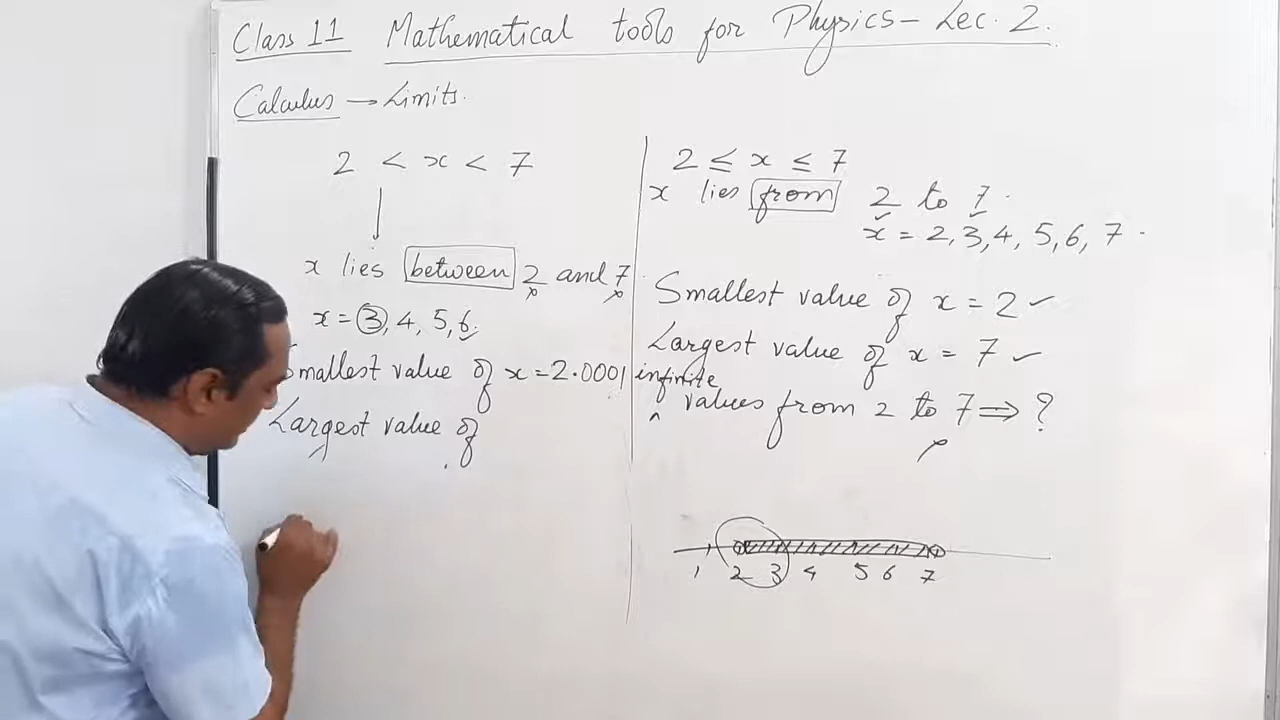 Class 11 Mathematical tools for Physics - Lec. 2.
Calculus → Limits.
2 < x < 7
x lies between 2 and 7.
x = 3, 4, 5, 6.
Smallest value of x = 2.0001
Largest value of
2 ≤ x ≤ 7
x lies from 2 to 7.
x = 2, 3, 4, 5, 6, 7.
Smallest value of x = 2 ✓
Largest value of x = 7 ✓
infinite
^ values from 2 to 7 ⇒ ?
1 2 3 4 5 6 7